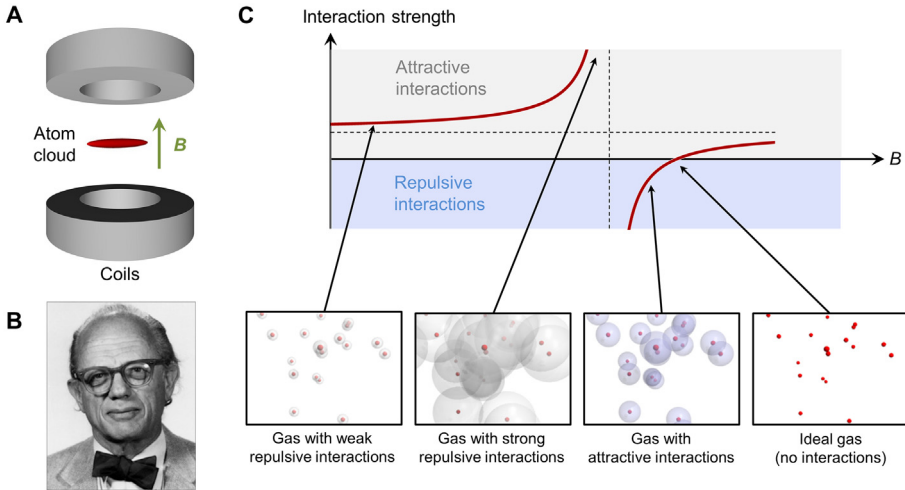 A
Atom
cloud
B
Coils
B
C
Interaction strength
Attractive
interactions
Repulsive
interactions
B
Gas with weak
repulsive interactions
Gas with strong
repulsive interactions
Gas with
attractive interactions
Ideal gas
(no interactions)